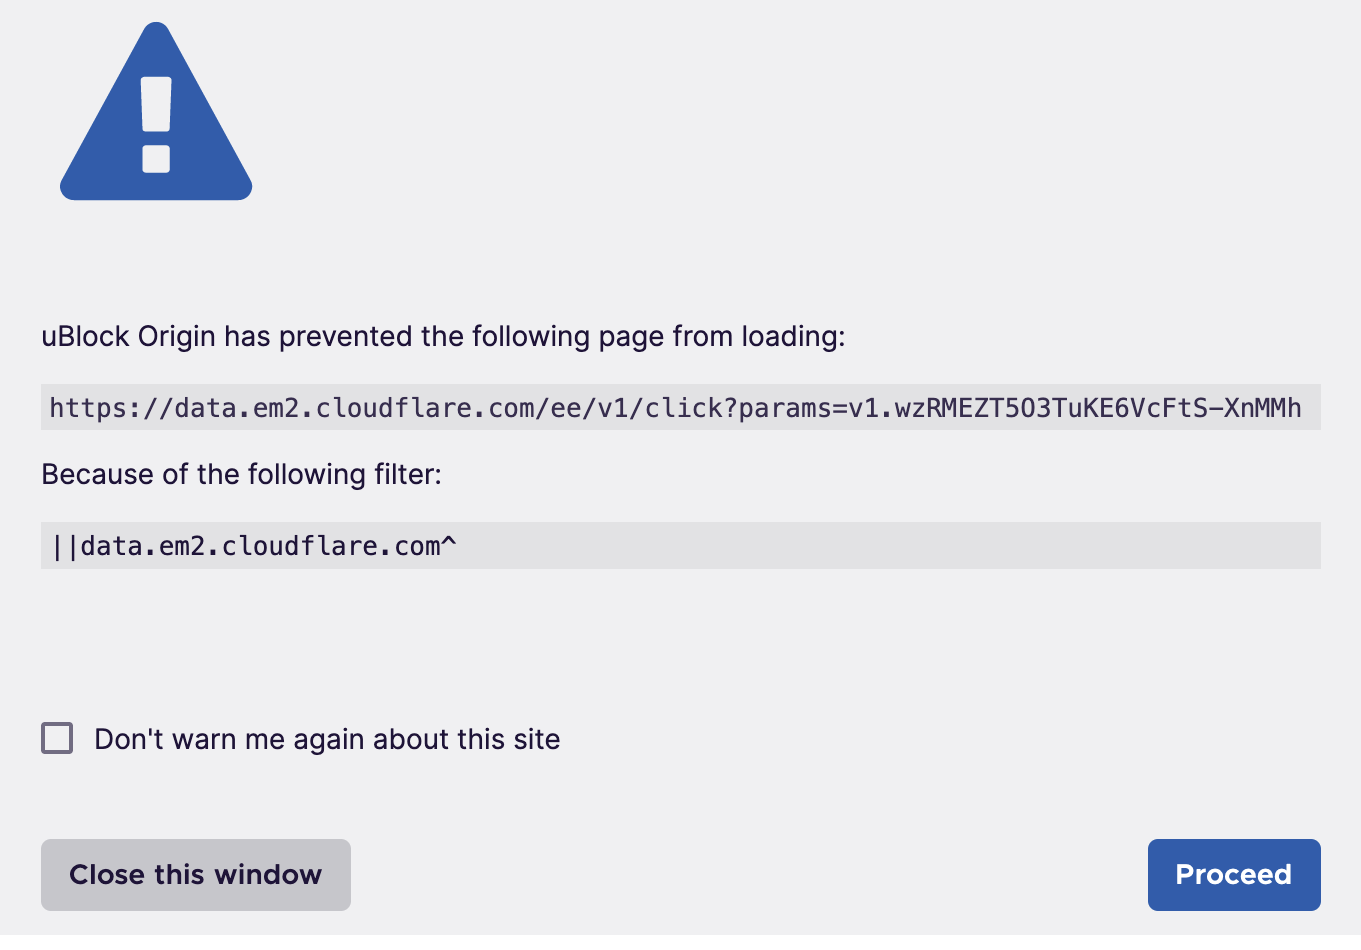 uBlock Origin has prevented the following page from loading:
https://data.em2.cloudflare.com/ee/v1/click?params=v1.wzRMEZT5O3TuKE6VcFtS-XnMMh
Because of the following filter:
||data.em2.cloudflare.com^
Don't warn me again about this site
Close this window
Proceed